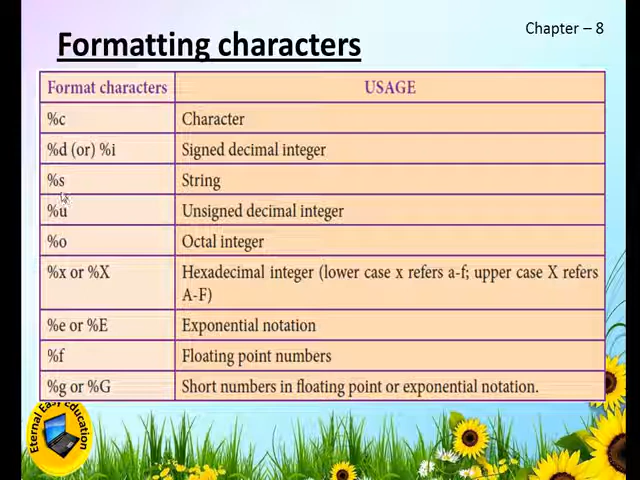 Chapter – 8
Formatting characters
Format characters USAGE
%c Character
%d (or) %i Signed decimal integer
%s String
%u Unsigned decimal integer
%o Octal integer
%x or %X Hexadecimal integer (lower case x refers a-f; upper case X refers
A-F)
%e or %E Exponential notation
%f Floating point numbers
%g or %G Short numbers in floating point or exponential notation.
Eternal Easy Education